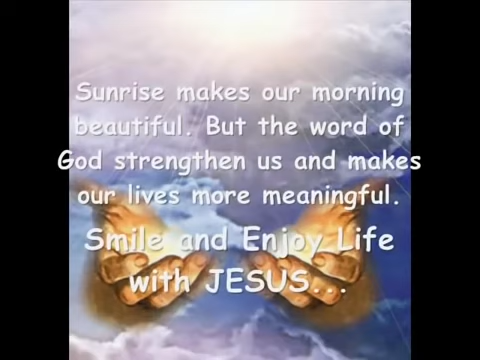 Sunrise makes our morning
beautiful. But the word of
God strengthen us and makes
our lives more meaningful.
Smile and Enjoy Life
with JESUS...